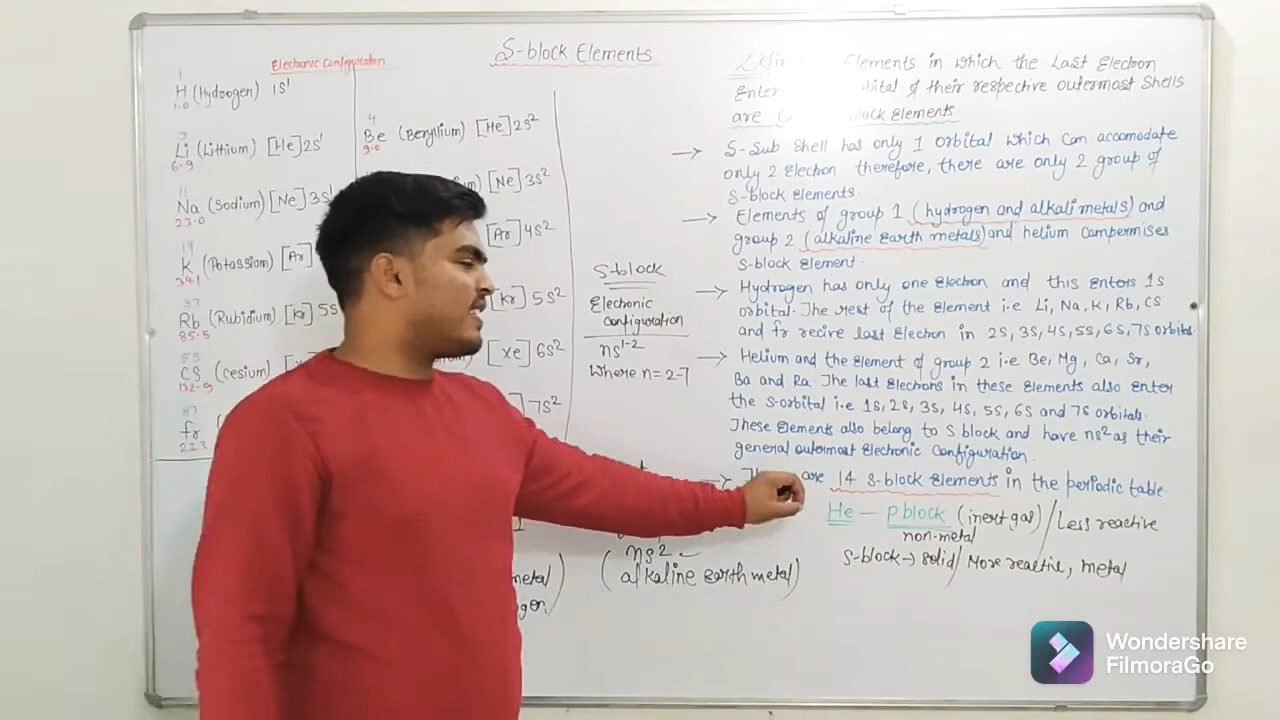 S-block Elements
Electronic Configuration
1
H (Hydrogen) 1S¹
1.0
3
Li (Lithium) [He]2S¹
6.9
11
Na (Sodium) [Ne]3S¹
23.0
19
K (Potassium) [Ar]
39.1
37
Rb (Rubidium) [Kr] 5S
85.5
55
CS (Cesium)
132.9
87
fr
223
4
Be (Beryllium) [He]2S²
9.0
[Ne]3S²
[Ar]4S²
[Kr] 5S²
[Xe]6S²
7S²
S-block
Electronic
Configuration
ns¹⁻²
Where n=2-7
ns2
(alkaline Earth metal)
metal)
Elements in which the Last Electron
Enter of their respective outermost Shells
are Elements
→ S-Sub Shell has only 1 Orbital Which Can accomodate
only 2 Electron therefore, there are only 2 group of
S-block Elements.
→ Elements of group 1 (hydrogen and alkali metals) and
group 2 (alkaline Earth metals) and helium Campermises
S-block Element.
→ Hydrogen has only one Electron and this Enters 1s
orbital. The rest of the Element i.e Li, Na, K, Rb, CS
and fr recive last Electron in 2S, 3S, 4S, 5S, 6S, 7S orbitals.
→ Helium and the Element of group 2 i.e Be, Mg, Ca, Sr,
Ba and Ra. The last Electrons in these Elements also Enter
the S-orbital i.e 1S, 2S, 3S, 4S, 5S, 6S and 7S orbitals.
These Elements also belong to S block and have ns² as their
general outermost Electronic Configuration.
→ are 14 S-block Elements in the periodic table.
He — P block (inert gas) / Less reactive
non-metal
S-block → Solid / More reactive, metal
Wondershare
FilmoraGo